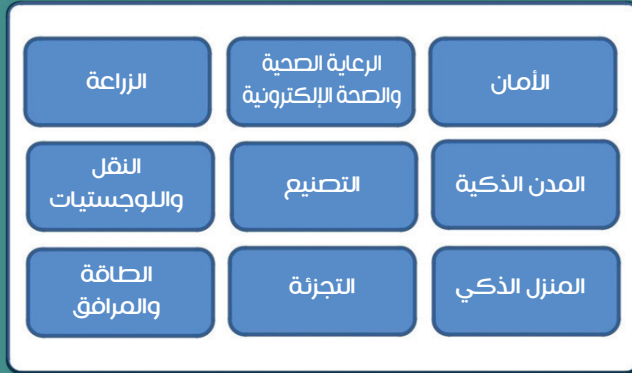 الأمان
الرعاية الصحية
والصحة الإلكترونية
الزراعة
المدن الذكية
التصنيع
النقل
واللوجستيات
المنزل الذكي
التجزئة
الطاقة
والمرافق